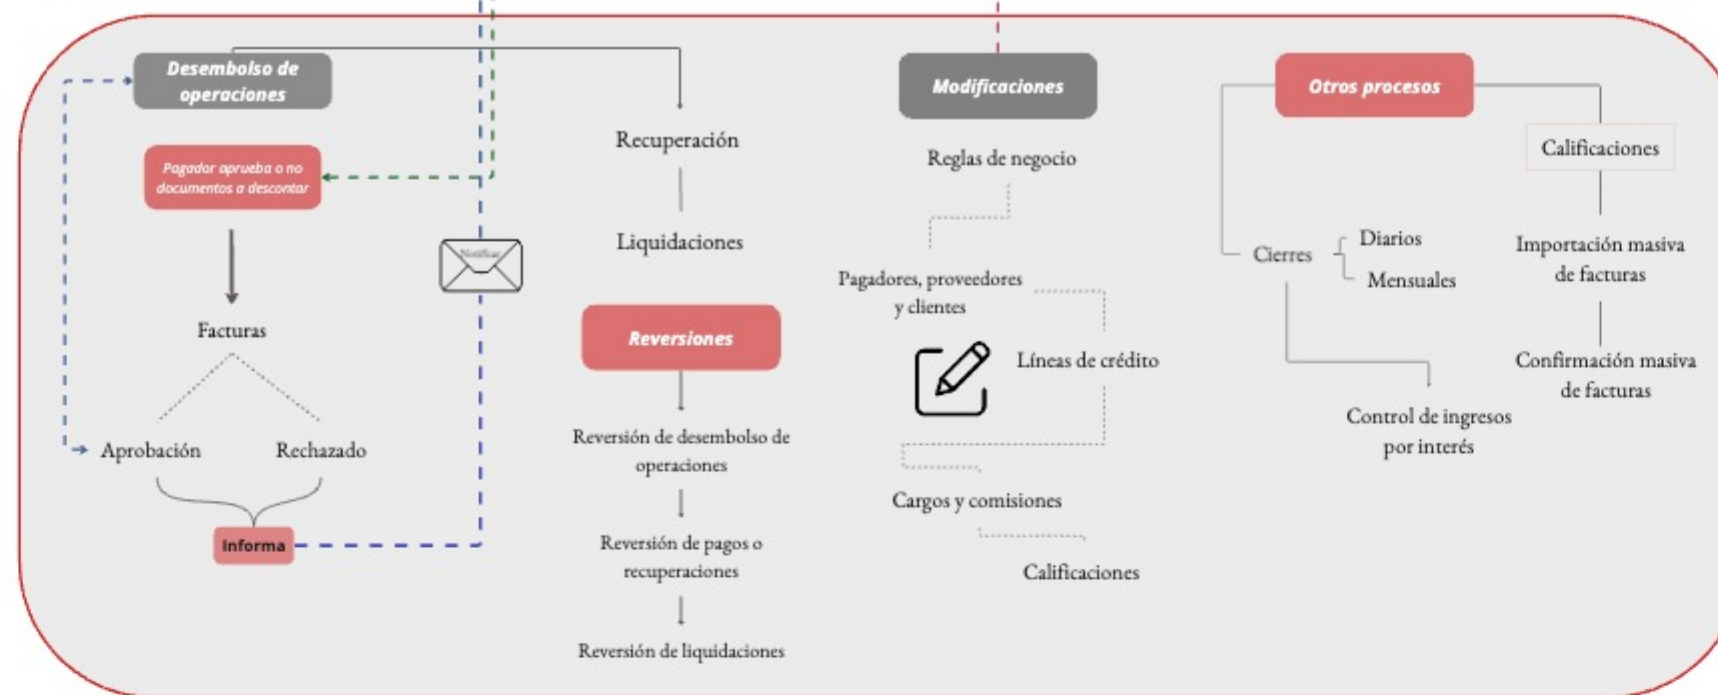 Desembolso de
operaciones
Pagador aprueba o no
documentos a descontar
Facturas
Aprobación
Rechazado
Informa
Notificar
Recuperación
Liquidaciones
Reversiones
Reversión de desembolso de
operaciones
Reversión de pagos o
recuperaciones
Reversión de liquidaciones
Modificaciones
Reglas de negocio
Pagadores, proveedores
y clientes
Líneas de crédito
Cargos y comisiones
Calificaciones
Otros procesos
Cierres
Diarios
Mensuales
Control de ingresos
por interés
Calificaciones
Importación masiva
de facturas
Confirmación masiva
de facturas